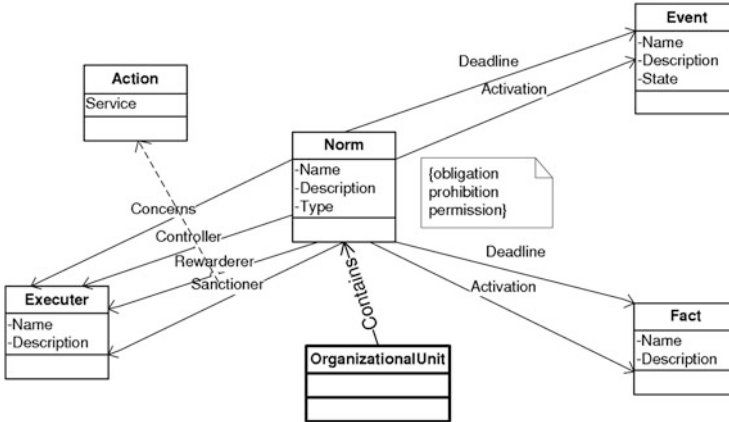 Event
-Name
-Description
-State
Deadline
Activation
Action
Service
Norm
-Name
-Description
-Type
{obligation
prohibition
permission}
Concerns
Controller
Rewarderer
Sanctioner
Deadline
Activation
Contains
Executer
-Name
-Description
Fact
-Name
-Description
OrganizationalUnit